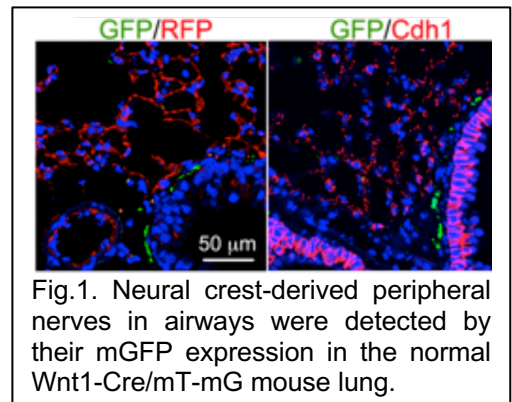 GFP/RFP GFP/Cdh1
50 μm
Fig.1. Neural crest-derived peripheral
nerves in airways were detected by
their mGFP expression in the normal
Wnt1-Cre/mT-mG mouse lung.